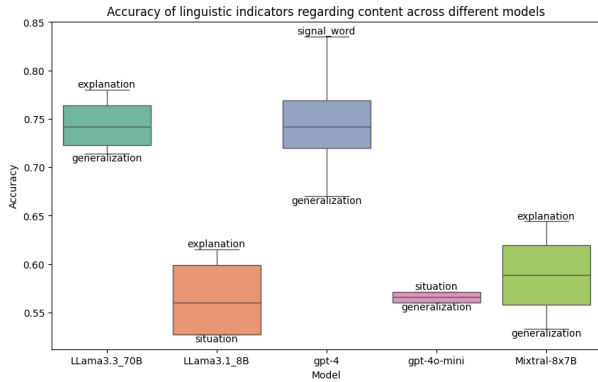 Accuracy of linguistic indicators regarding content across different models
0.85
signal_word
0.80
explanation
0.75
generalization
0.70
generalization
0.65
explanation
explanation
0.60
situation
generalization
0.55
generalization
situation
Accuracy
LLama3.3_70B
LLama3.1_8B
gpt-4
gpt-4o-mini
Mixtral-8x7B
Model